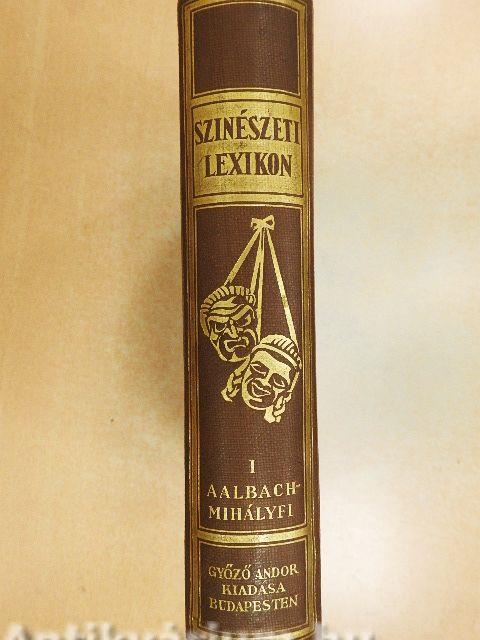 SZINÉSZETI
LEXIKON
I
AALBACH-
MIHÁLYFI
GYŐZŐ ANDOR
KIADÁSA
BUDAPESTEN